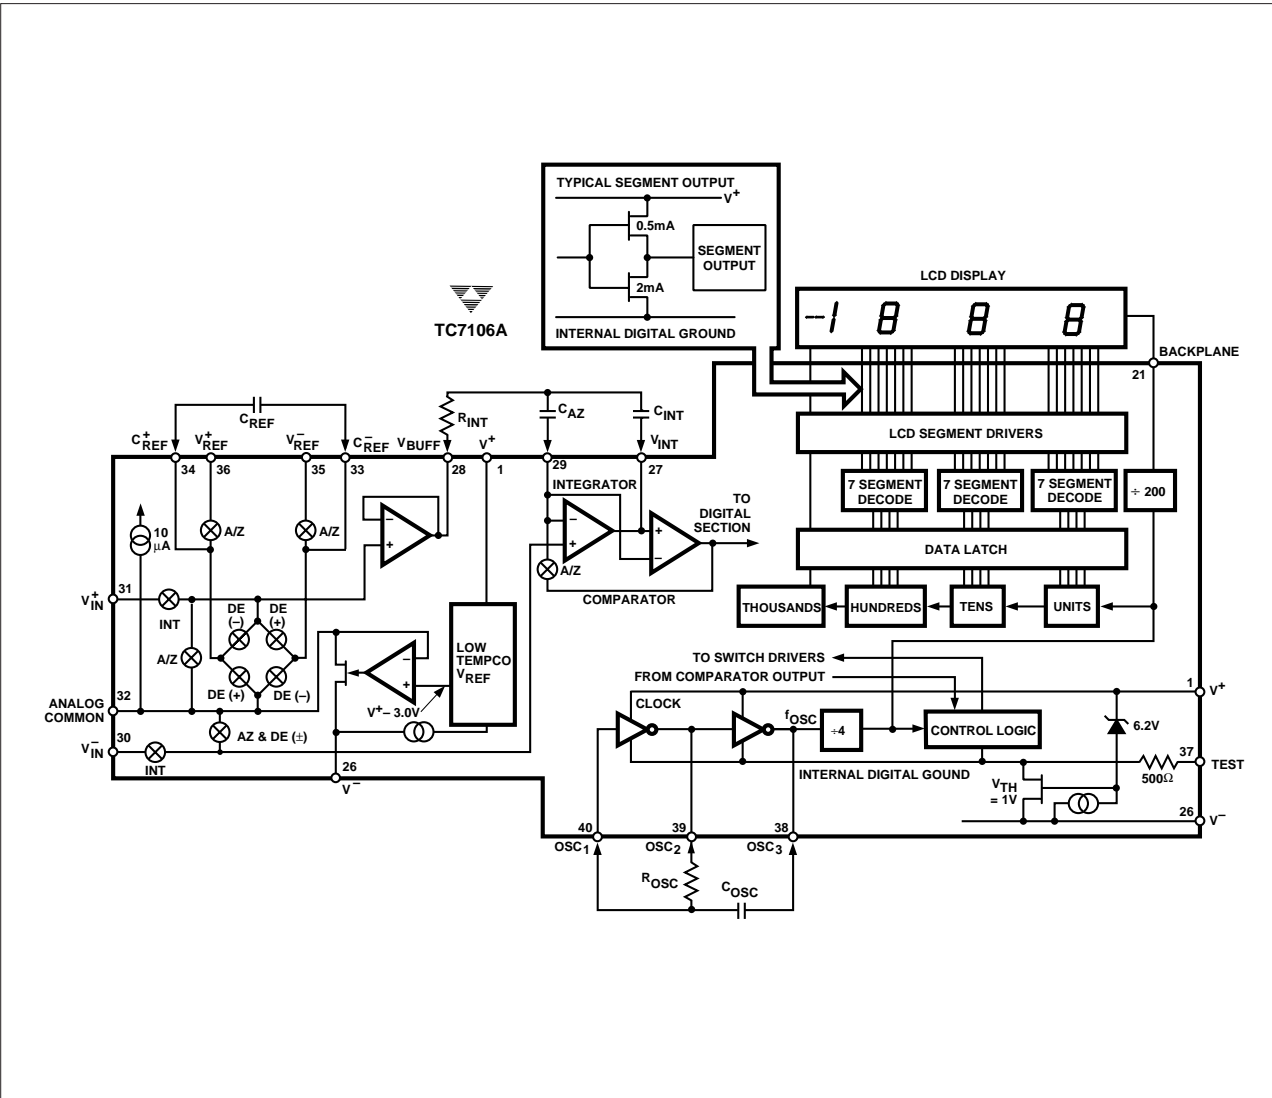 TYPICAL SEGMENT OUTPUT
V+
0.5mA
SEGMENT
OUTPUT
2mA
INTERNAL DIGITAL GROUND
TC7106A
LCD DISPLAY
--1 8 8 8
BACKPLANE
21
LCD SEGMENT DRIVERS
7 SEGMENT
DECODE
7 SEGMENT
DECODE
7 SEGMENT
DECODE
÷ 200
DATA LATCH
THOUSANDS
HUNDREDS
TENS
UNITS
CREF
RINT
CAZ
CINT
C+REF
V+REF
V–REF
C–REF
VBUFF
V+
VINT
34
36
35
33
28
1
29
27
INTEGRATOR
TO
DIGITAL
SECTION
10
µA
A/Z
A/Z
–
+
–
+
+
–
A/Z
COMPARATOR
31
V+IN
INT
DE
(–)
DE
(+)
A/Z
DE (+)
DE (–)
–
+
LOW
TEMPCO
VREF
V+ – 3.0V
32
ANALOG
COMMON
AZ & DE (±)
30
V–IN
INT
26
V–
TO SWITCH DRIVERS
FROM COMPARATOR OUTPUT
CLOCK
fOSC
÷4
CONTROL LOGIC
1
V+
6.2V
INTERNAL DIGITAL GOUND
VTH
= 1V
500Ω
37
TEST
26
V–
40
39
38
OSC1
OSC2
OSC3
ROSC
COSC